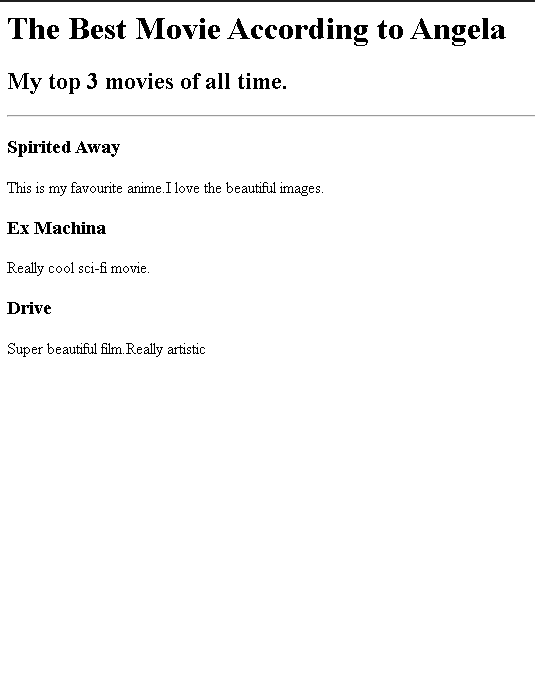 The Best Movie According to Angela
My top 3 movies of all time.
Spirited Away
This is my favourite anime.I love the beautiful images.
Ex Machina
Really cool sci-fi movie.
Drive
Super beautiful film.Really artistic